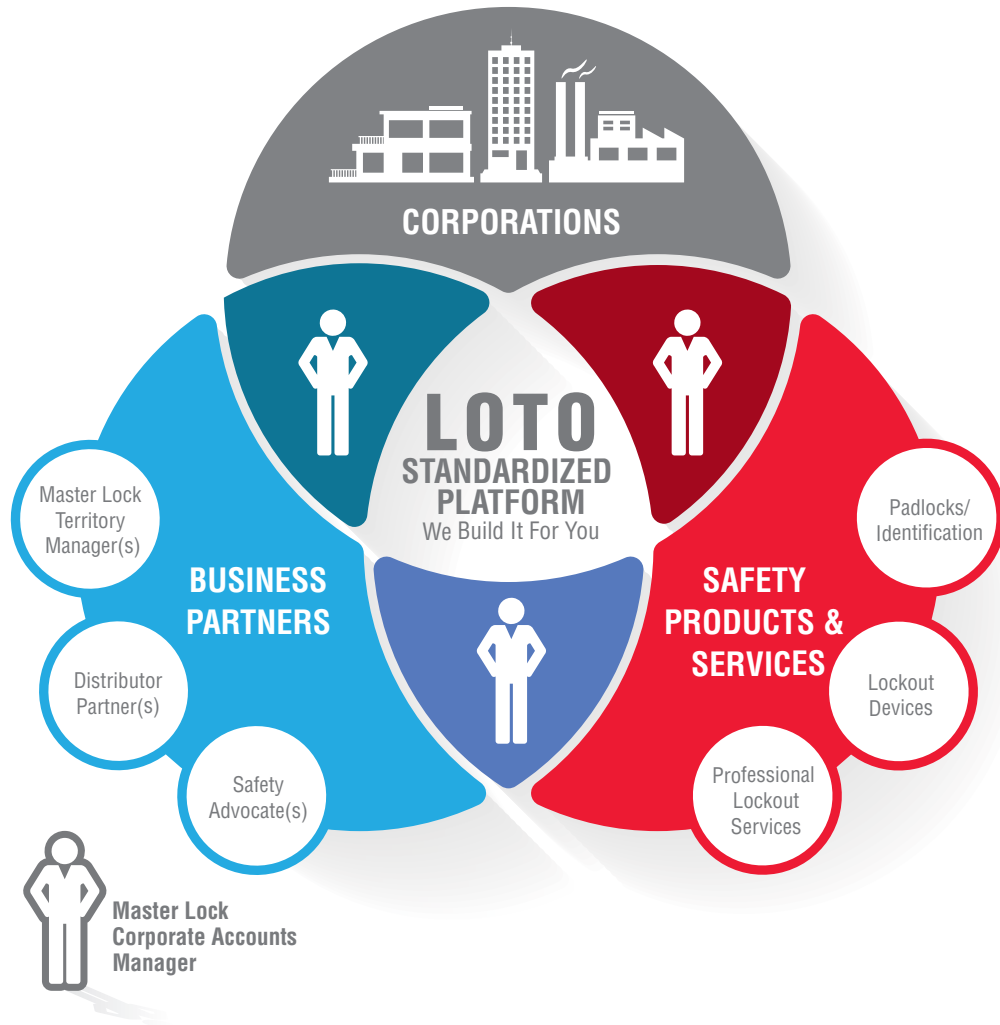 CORPORATIONS
LOTO
STANDARDIZED
PLATFORM
We Build It For You
BUSINESS
PARTNERS
Master Lock
Territory
Manager(s)
Distributor
Partner(s)
Safety
Advocate(s)
SAFETY
PRODUCTS &
SERVICES
Padlocks/
Identification
Lockout
Devices
Professional
Lockout
Services
Master Lock
Corporate Accounts
Manager